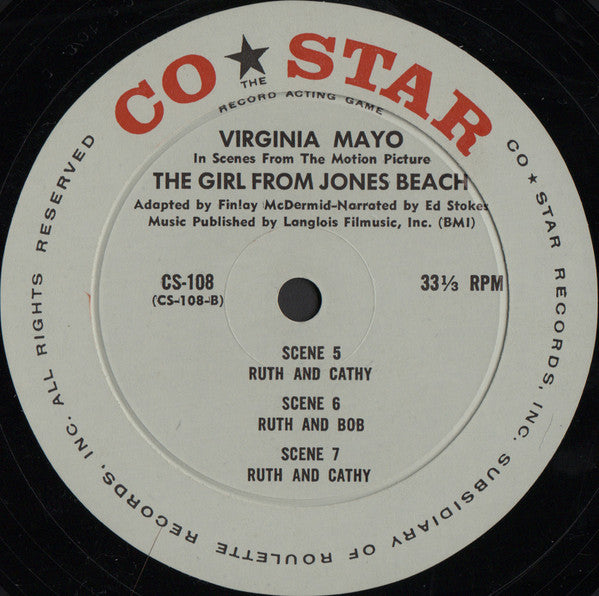 CO★STAR
THE
RECORD ACTING GAME
VIRGINIA MAYO
In Scenes From The Motion Picture
THE GIRL FROM JONES BEACH
Adapted by Finlay McDermid-Narrated by Ed Stokes
Music Published by Langlois Filmusic, Inc. (BMI)
CS-108
(CS-108-B)
33⅓ RPM
SCENE 5
RUTH AND CATHY
SCENE 6
RUTH AND BOB
SCENE 7
RUTH AND CATHY
CO★STAR RECORDS, INC. SUBSIDIARY OF ROULETTE RECORDS, INC. ALL RIGHTS RESERVED